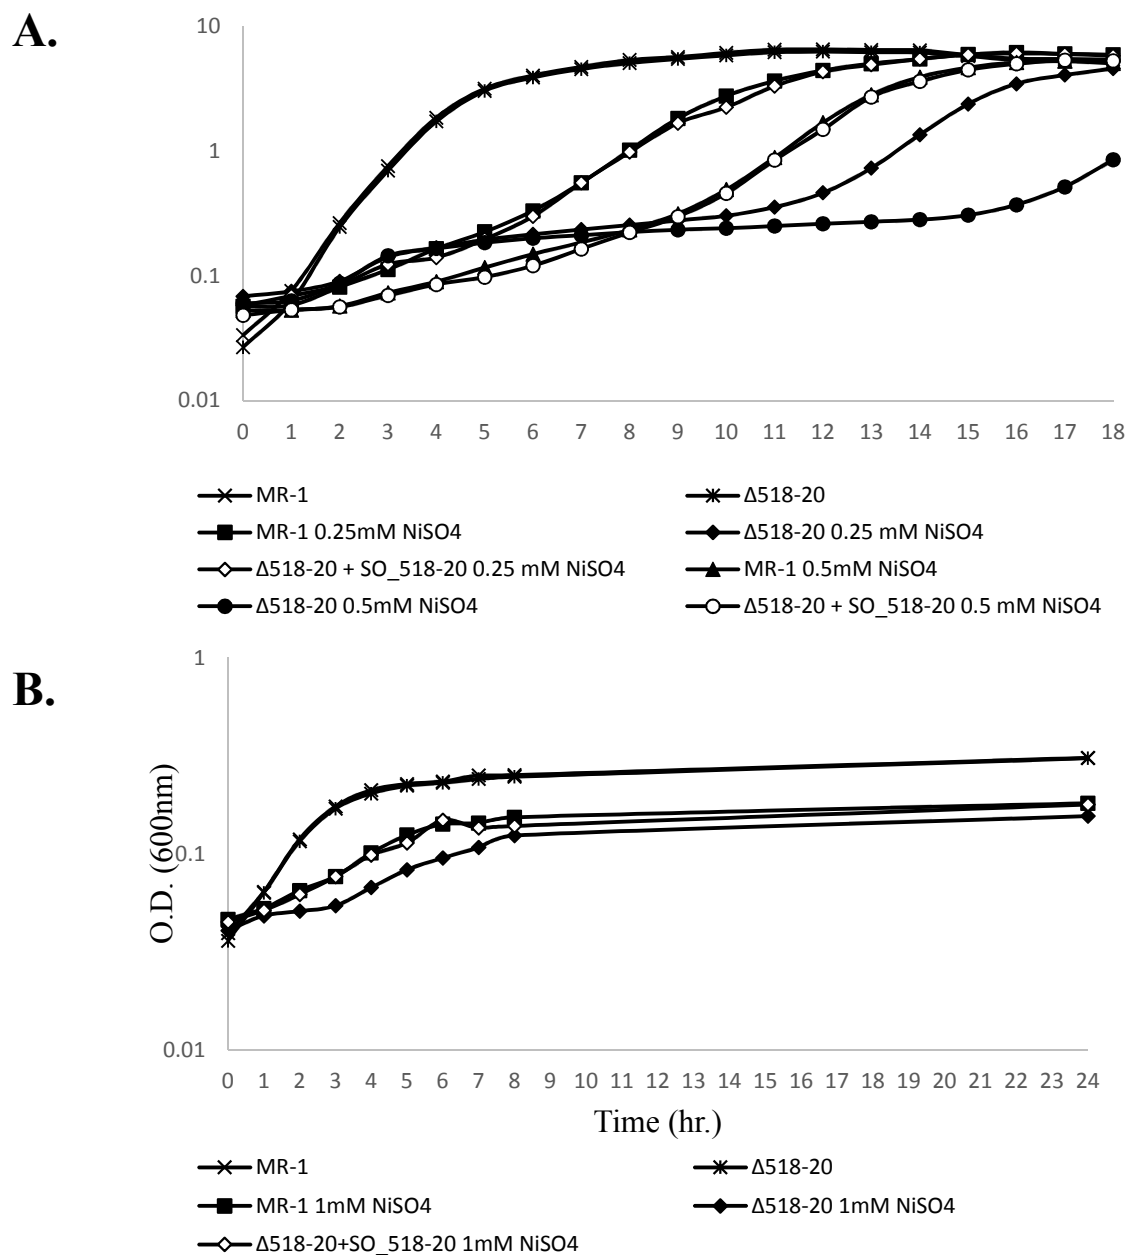 A.
10
1
0.1
0.01
0 1 2 3 4 5 6 7 8 9 10 11 12 13 14 15 16 17 18
MR-1 Δ518-20
MR-1 0.25mM NiSO4 Δ518-20 0.25 mM NiSO4
Δ518-20 + SO_518-20 0.25 mM NiSO4 MR-1 0.5mM NiSO4
Δ518-20 0.5mM NiSO4 Δ518-20 + SO_518-20 0.5 mM NiSO4
B.
1
0.1
0.01
O.D. (600nm)
0 1 2 3 4 5 6 7 8 9 10 11 12 13 14 15 16 17 18 19 20 21 22 23 24
Time (hr.)
MR-1 Δ518-20
MR-1 1mM NiSO4 Δ518-20 1mM NiSO4
Δ518-20+SO_518-20 1mM NiSO4